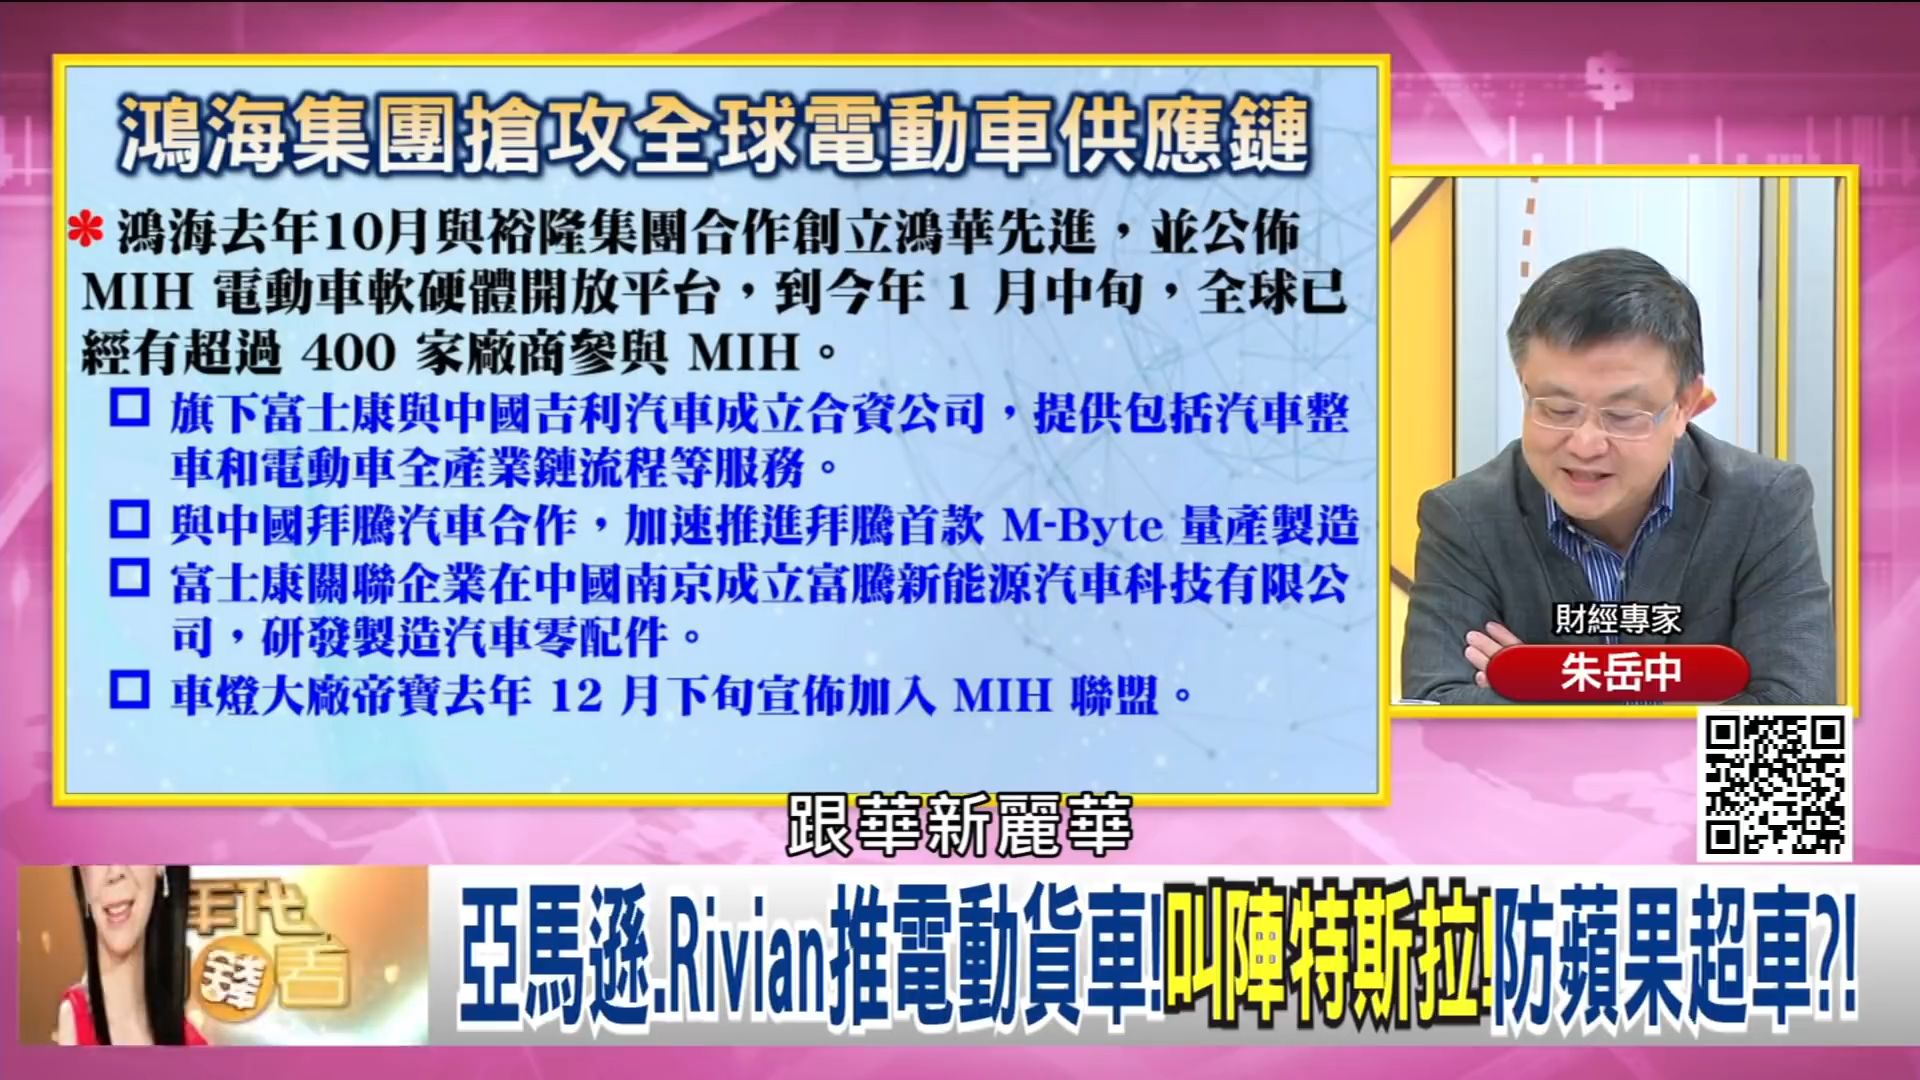 鴻海集團搶攻全球電動車供應鏈
* 鴻海去年10月與裕隆集團合作創立鴻華先進，並公佈
MIH 電動車軟硬體開放平台，到今年 1 月中旬，全球已
經有超過 400 家廠商參與 MIH。
旗下富士康與中國吉利汽車成立合資公司，提供包括汽車整
車和電動車全產業鏈流程等服務。
與中國拜騰汽車合作，加速推進拜騰首款 M-Byte 量產製造
富士康關聯企業在中國南京成立富騰新能源汽車科技有限公
司，研發製造汽車零配件。
車燈大廠帝寶去年 12 月下旬宣佈加入 MIH 聯盟。
財經專家
朱岳中
跟華新麗華
年代
錢看
亞馬遜.Rivian推電動貨車!叫陣特斯拉!防蘋果超車?!